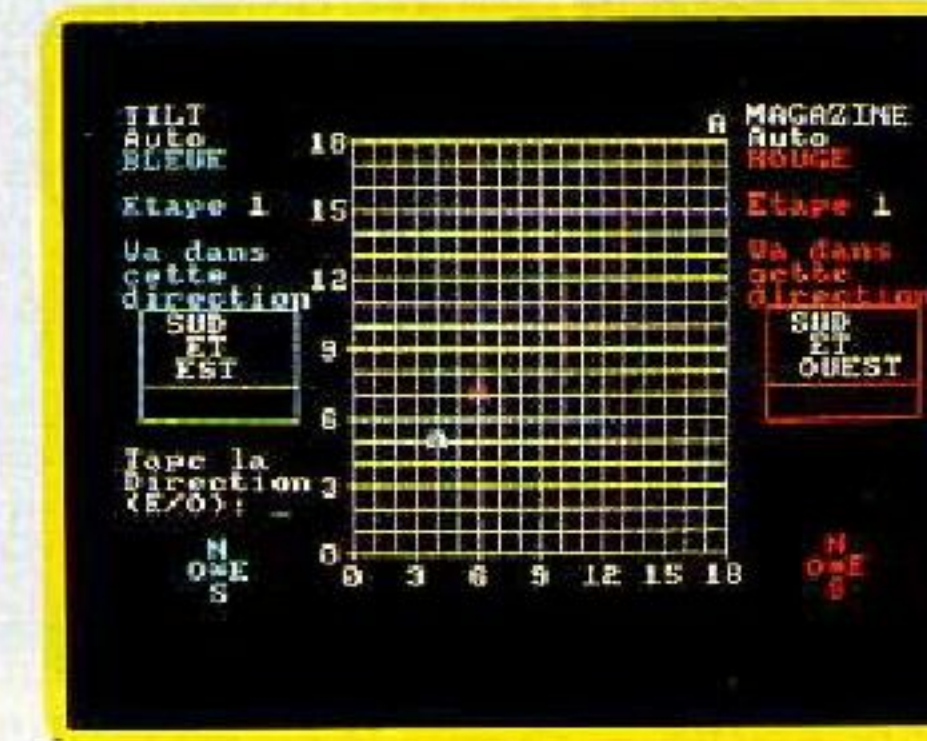 TILT
Auto
BLEUE
Etape 1
Va dans
cette
direction
SUD
ET
EST
Tape la
Direction
(E/O): _
N
O*E
S
A
18
15
12
9
6
3
0
0 3 6 9 12 15 18
MAGAZINE
Auto
ROUGE
Etape 1
Va dans
cette
direction
SUD
ET
OUEST
N
O*E
S